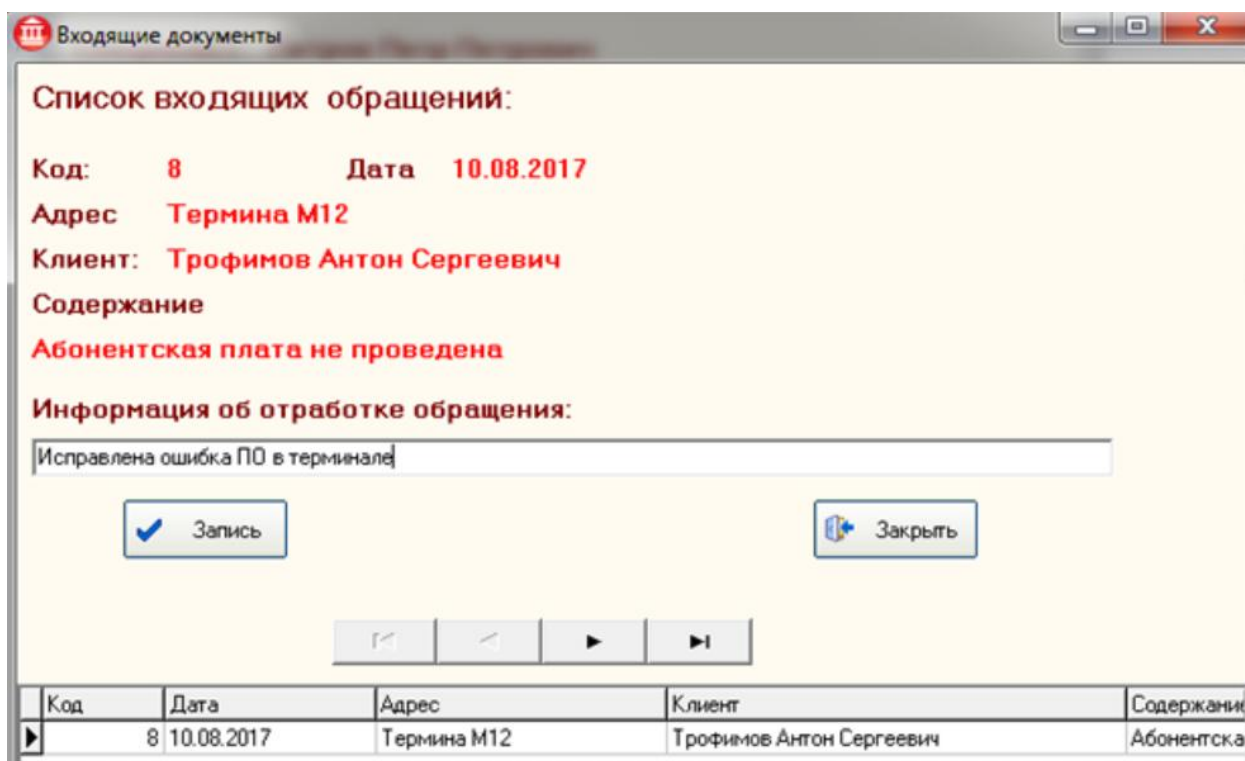 Входящие документы
Список входящих обращений:
Код: 8 Дата 10.08.2017
Адрес Термина М12
Клиент: Трофимов Антон Сергеевич
Содержание
Абонентская плата не проведена
Информация об отработке обращения:
Исправлена ошибка ПО в терминале
Запись Закрыть
Код Дата Адрес Клиент Содержание
8 10.08.2017 Термина М12 Трофимов Антон Сергеевич Абонентска